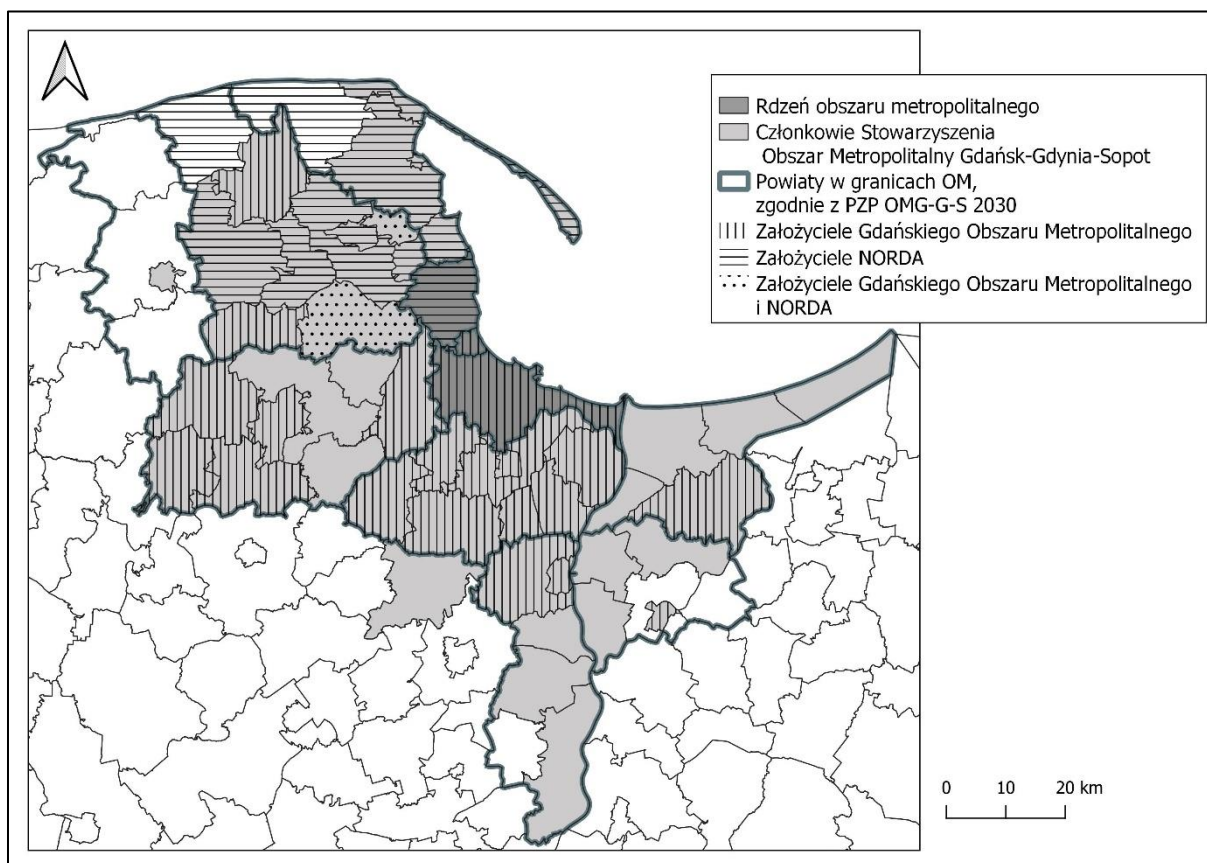 Rdzeń obszaru metropolitalnego
Członkowie Stowarzyszenia
Obszar Metropolitalny Gdańsk-Gdynia-Sopot
Powiaty w granicach OM,
zgodnie z PZP OMG-G-S 2030
Założyciele Gdańskiego Obszaru Metropolitalnego
Założyciele NORDA
Założyciele Gdańskiego Obszaru Metropolitalnego
i NORDA
0 10 20 km